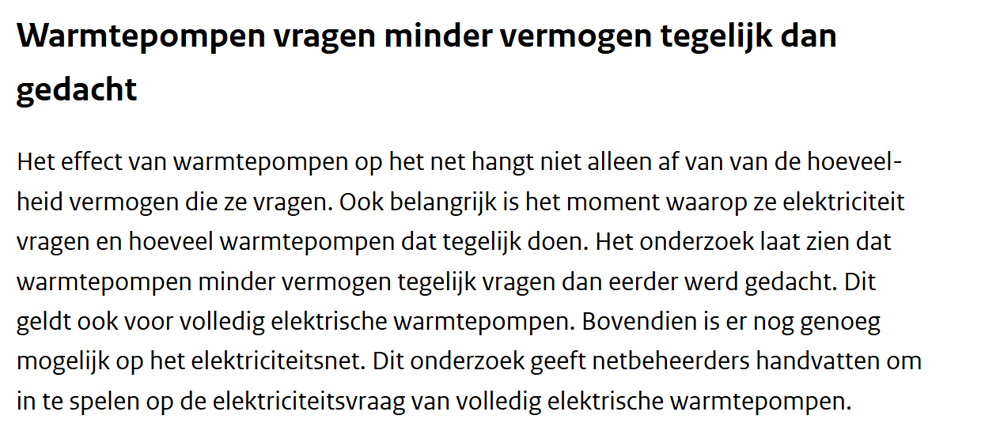 Warmtepompen vragen minder vermogen tegelijk dan
gedacht
Het effect van warmtepompen op het net hangt niet alleen af van van de hoeveel-
heid vermogen die ze vragen. Ook belangrijk is het moment waarop ze elektriciteit
vragen en hoeveel warmtepompen dat tegelijk doen. Het onderzoek laat zien dat
warmtepompen minder vermogen tegelijk vragen dan eerder werd gedacht. Dit
geldt ook voor volledig elektrische warmtepompen. Bovendien is er nog genoeg
mogelijk op het elektriciteitsnet. Dit onderzoek geeft netbeheerders handvatten om
in te spelen op de elektriciteitsvraag van volledig elektrische warmtepompen.